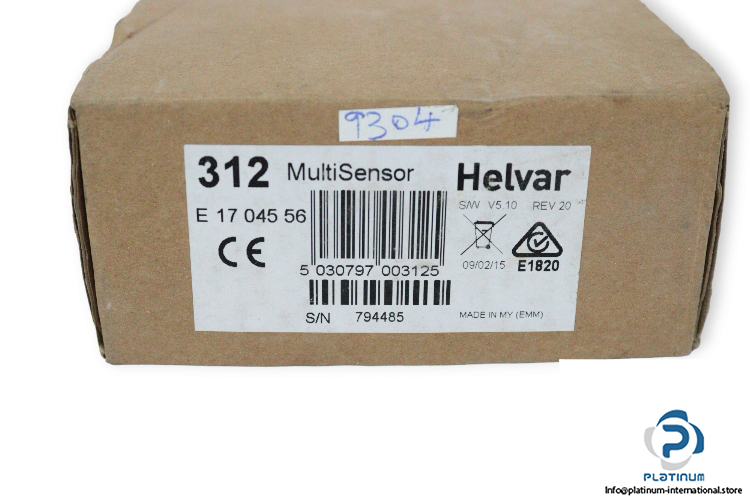 9304
312 MultiSensor
Helvar
S/W V5.10 REV 20
E 17 045 56
CE
5 030797 003125
09/02/15 E1820
S/N 794485
MADE IN MY (EMM)
PLATINUM
Info@platinum-international.store